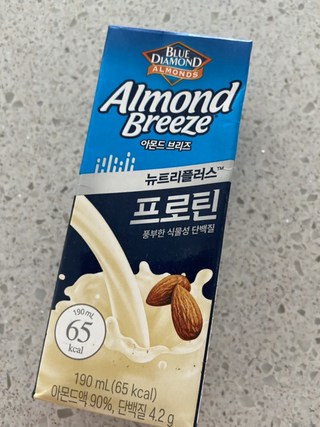 BLUE
DIAMOND
ALMONDS
Almond
Breeze
아몬드 브리즈
뉴트리플러스™
프로틴
풍부한 식물성 단백질
190 mL
65
kcal
190 mL(65 kcal)
아몬드액 90%, 단백질 4.2 g